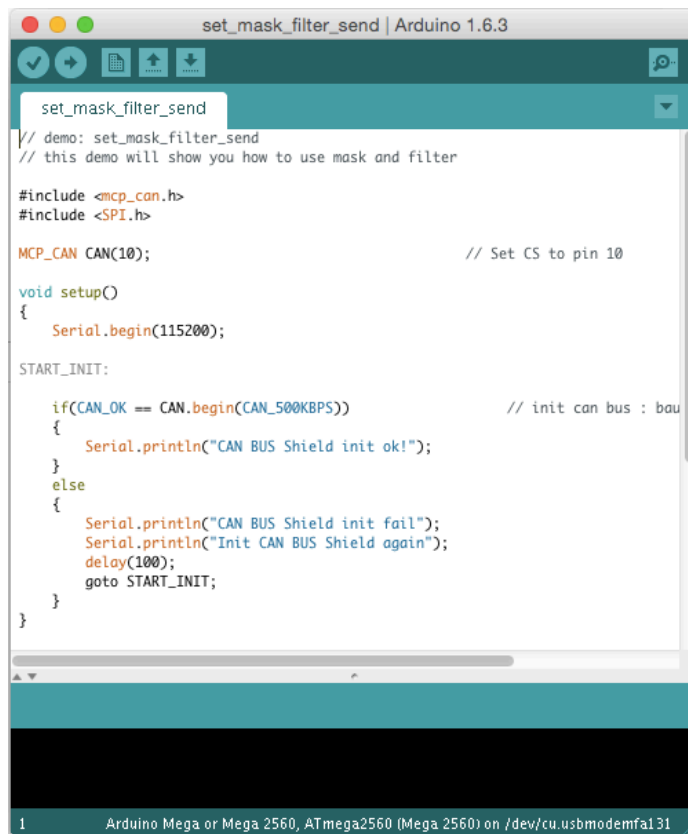 set_mask_filter_send | Arduino 1.6.3
set_mask_filter_send
// demo: set_mask_filter_send
// this demo will show you how to use mask and filter
#include <mcp_can.h>
#include <SPI.h>
MCP_CAN CAN(10); // Set CS to pin 10
void setup()
{
Serial.begin(115200);
START_INIT:
if(CAN_OK == CAN.begin(CAN_500KBPS)) // init can bus : bau
{
Serial.println("CAN BUS Shield init ok!");
}
else
{
Serial.println("CAN BUS Shield init fail");
Serial.println("Init CAN BUS Shield again");
delay(100);
goto START_INIT;
}
}
1 Arduino Mega or Mega 2560, ATmega2560 (Mega 2560) on /dev/cu.usbmodemfa131